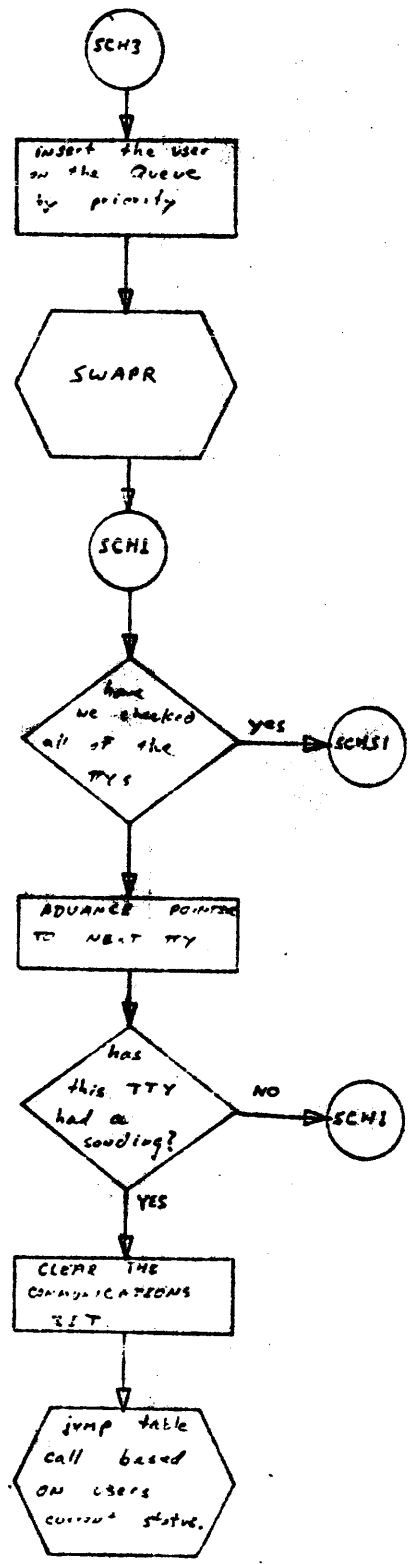 SCH3
insert the user
on the Queue
by priority
SWAPR
SCH1
have
we checked
all of the
TTYs
yes
SCHS1
ADVANCE POINTER
TO NEXT TTY
has
this TTY
had a
sonding?
NO
SCH1
YES
CLEAR THE
COMMUNICATIONS
BIT
jump table
call based
on users
current status.